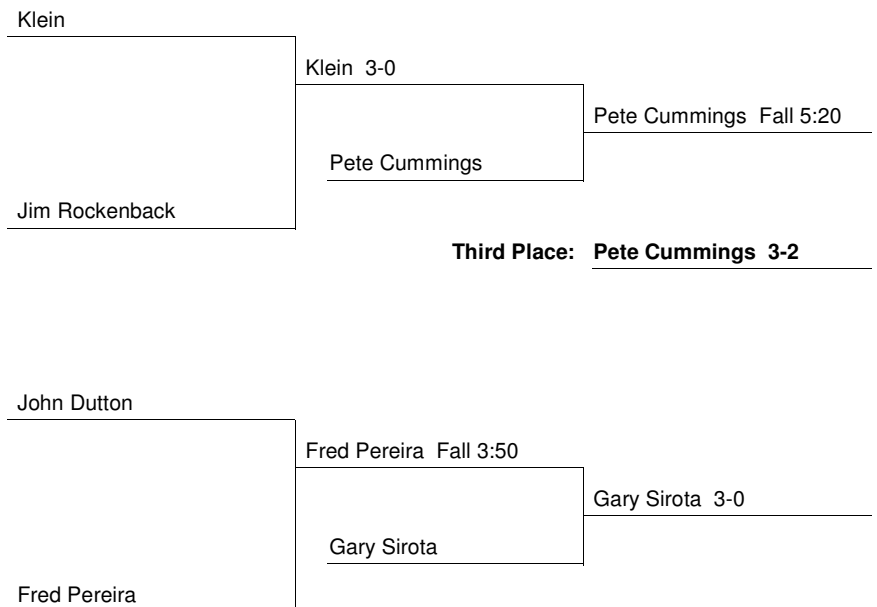 Klein
Klein 3-0
Pete Cummings Fall 5:20
Pete Cummings
Jim Rockenback
Third Place: Pete Cummings 3-2
John Dutton
Fred Pereira Fall 3:50
Gary Sirota 3-0
Gary Sirota
Fred Pereira